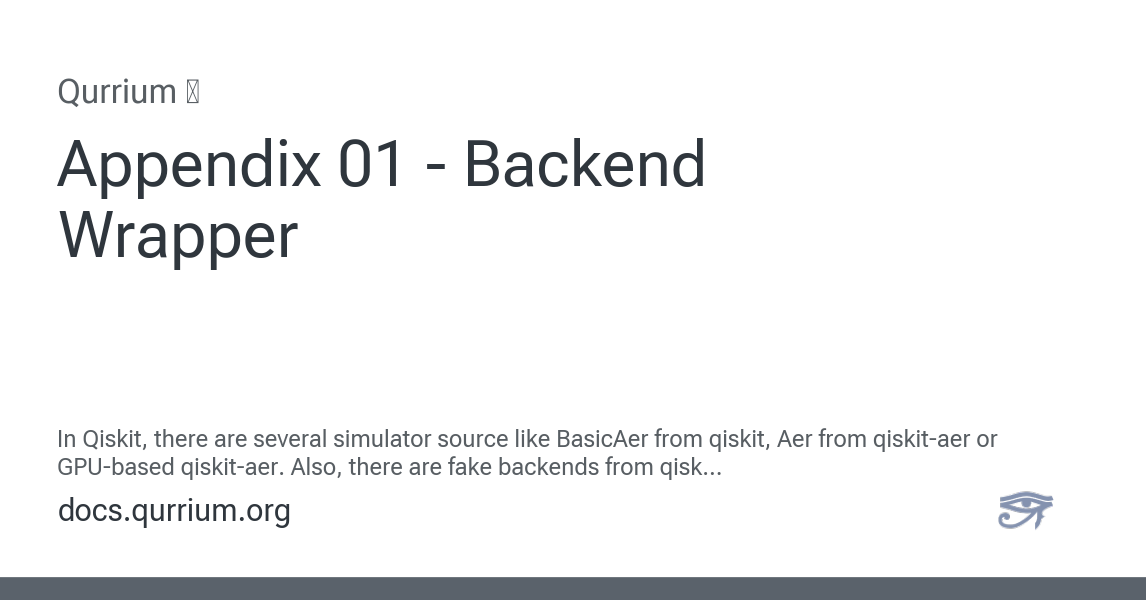 Qurrium
Appendix 01 - Backend
Wrapper
In Qiskit, there are several simulator source like BasicAer from qiskit, Aer from qiskit-aer or
GPU-based qiskit-aer. Also, there are fake backends from qisk...
docs.qurrium.org